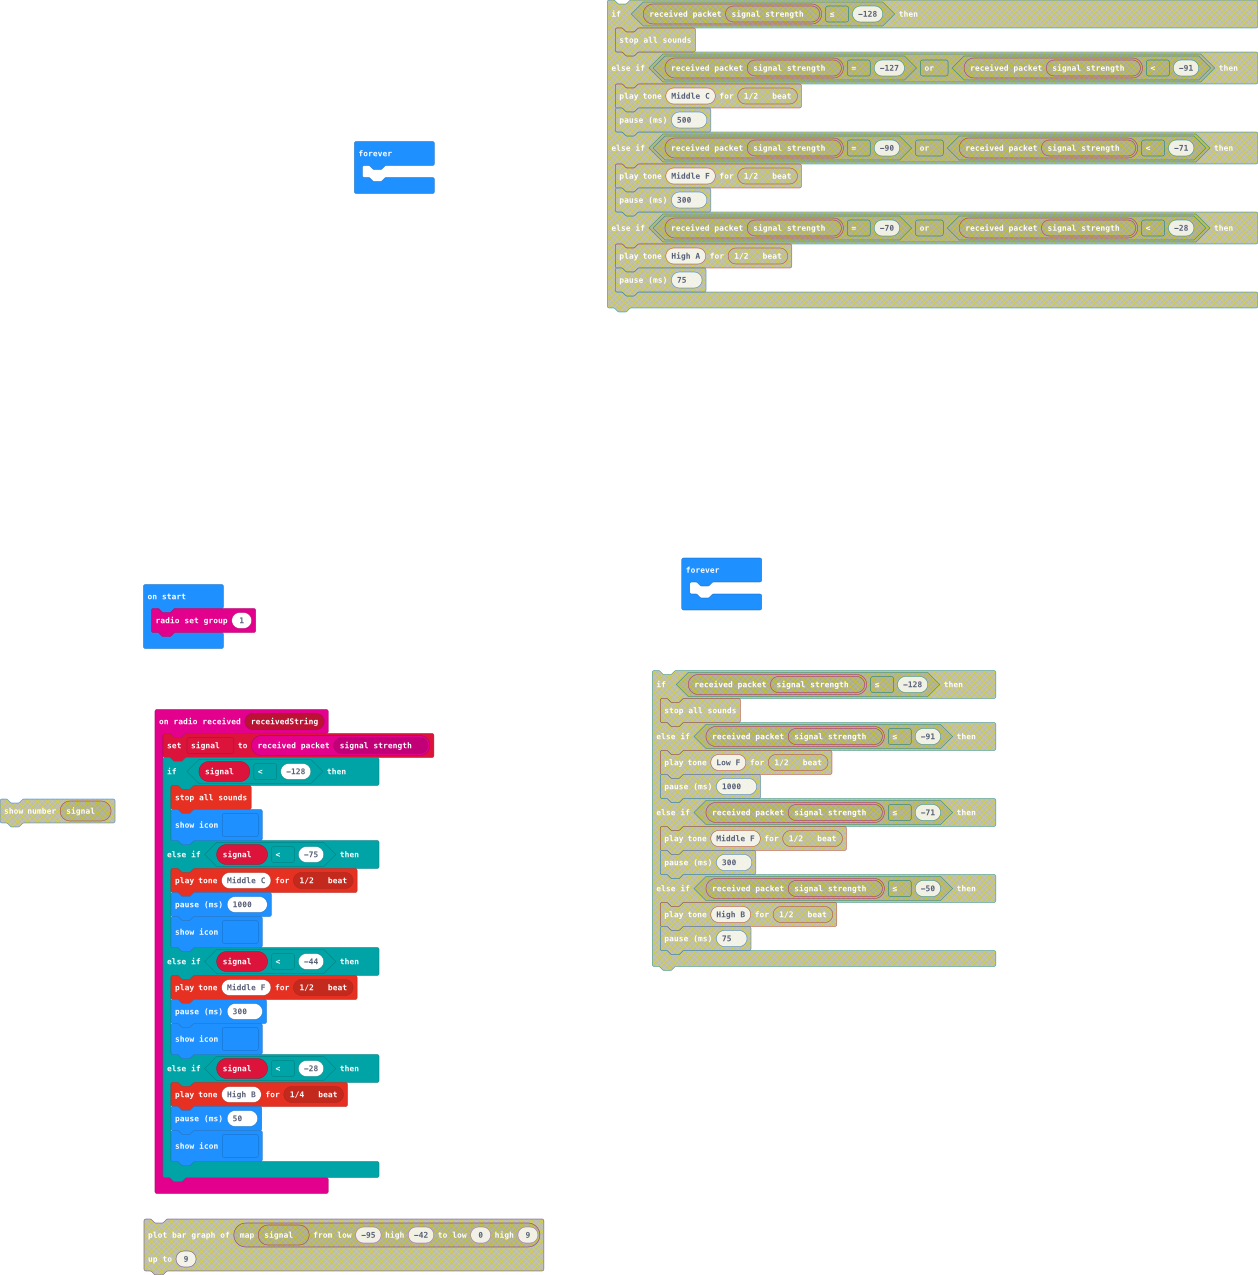 if received packet signal strength ≤ -128 then
stop all sounds
else if received packet signal strength = -127 or received packet signal strength < -91 then
play tone Middle C for 1/2 beat
pause (ms) 500
else if received packet signal strength = -90 or received packet signal strength < -71 then
play tone Middle F for 1/2 beat
pause (ms) 300
else if received packet signal strength = -70 or received packet signal strength < -28 then
play tone High A for 1/2 beat
pause (ms) 75
forever
on start
radio set group 1
forever
if received packet signal strength ≤ -128 then
stop all sounds
else if received packet signal strength ≤ -91 then
play tone Low F for 1/2 beat
pause (ms) 1000
else if received packet signal strength ≤ -71 then
play tone Middle F for 1/2 beat
pause (ms) 300
else if received packet signal strength ≤ -50 then
play tone High B for 1/2 beat
pause (ms) 75
on radio received receivedString
set signal to received packet signal strength
if signal < -128 then
stop all sounds
show icon
else if signal < -75 then
play tone Middle C for 1/2 beat
pause (ms) 1000
show icon
else if signal < -44 then
play tone Middle F for 1/2 beat
pause (ms) 300
show icon
else if signal < -28 then
play tone High B for 1/4 beat
pause (ms) 50
show icon
show number signal
plot bar graph of map signal from low -95 high -42 to low 0 high 9
up to 9